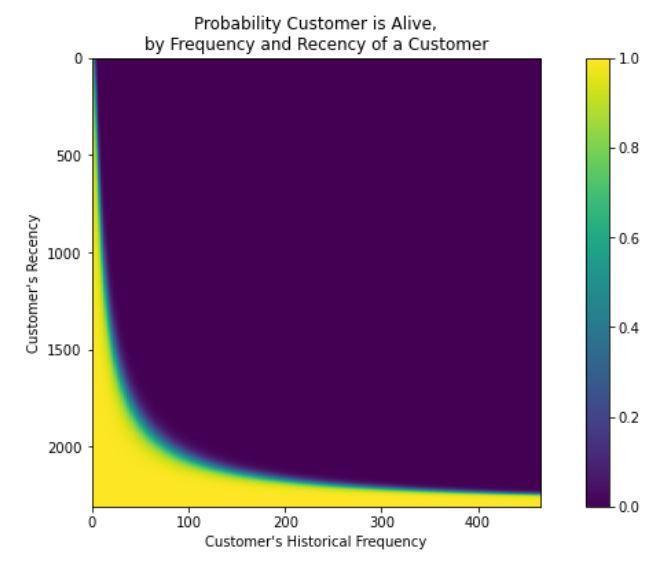 Probability Customer is Alive,
by Frequency and Recency of a Customer
0
500
1000
1500
2000
Customer's Recency
0 100 200 300 400
Customer's Historical Frequency
1.0
0.8
0.6
0.4
0.2
0.0